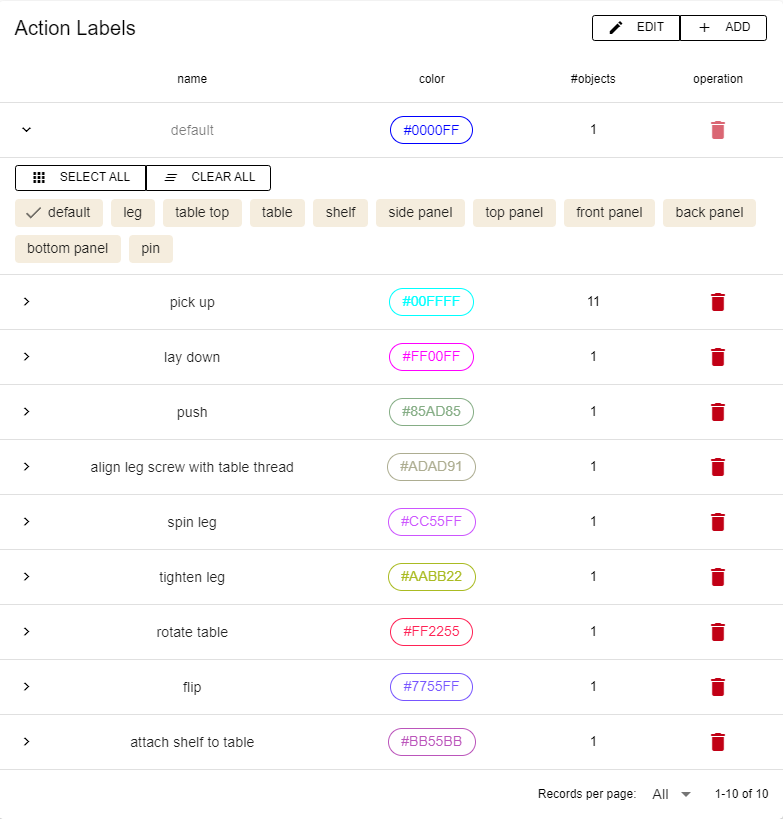 Action Labels EDIT ADD
name color #objects operation
default #0000FF 1
SELECT ALL CLEAR ALL
default leg table top table shelf side panel top panel front panel back panel
bottom panel pin
pick up #00FFFF 11
lay down #FF00FF 1
push #85AD85 1
align leg screw with table thread #ADAD91 1
spin leg #CC55FF 1
tighten leg #AABB22 1
rotate table #FF2255 1
flip #7755FF 1
attach shelf to table #BB55BB 1
Records per page: All 1-10 of 10